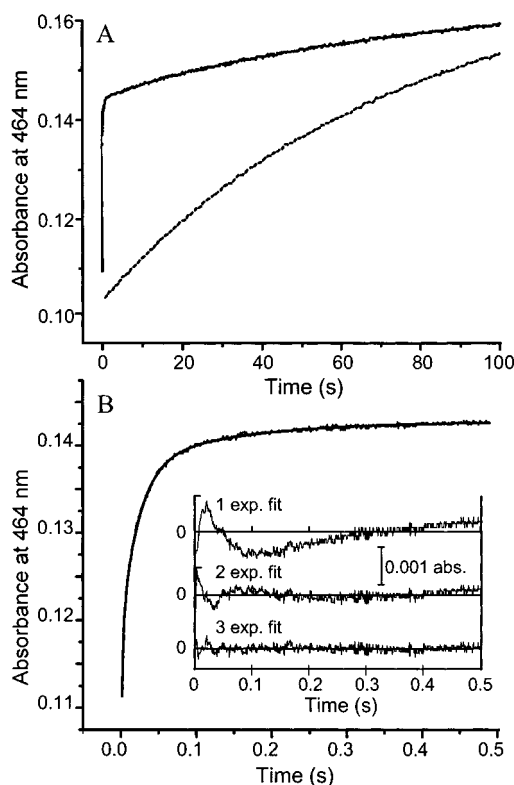 A
0.16
0.14
0.12
0.10
Absorbance at 464 nm
0 20 40 60 80 100
Time (s)
B
0.14
0.13
0.12
0.11
Absorbance at 464 nm
1 exp. fit
0
0.001 abs.
2 exp. fit
0
3 exp. fit
0
0 0.1 0.2 0.3 0.4 0.5
Time (s)
0.0 0.1 0.2 0.3 0.4 0.5
Time (s)